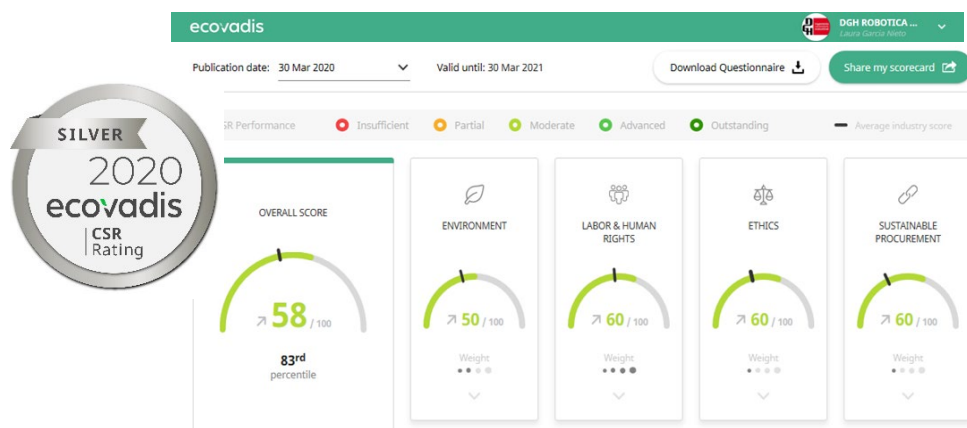 ecovadis
DGH ROBOTICA ...
Laura García Nieto
Publication date: 30 Mar 2020
Valid until: 30 Mar 2021
Download Questionnaire
Share my scorecard
SILVER
2020
ecovadis
CSR
Rating
SR Performance
Insufficient
Partial
Moderate
Advanced
Outstanding
Average industry score
OVERALL SCORE
58 / 100
83rd
percentile
ENVIRONMENT
50 / 100
Weight
LABOR & HUMAN
RIGHTS
60 / 100
Weight
ETHICS
60 / 100
Weight
SUSTAINABLE
PROCUREMENT
60 / 100
Weight